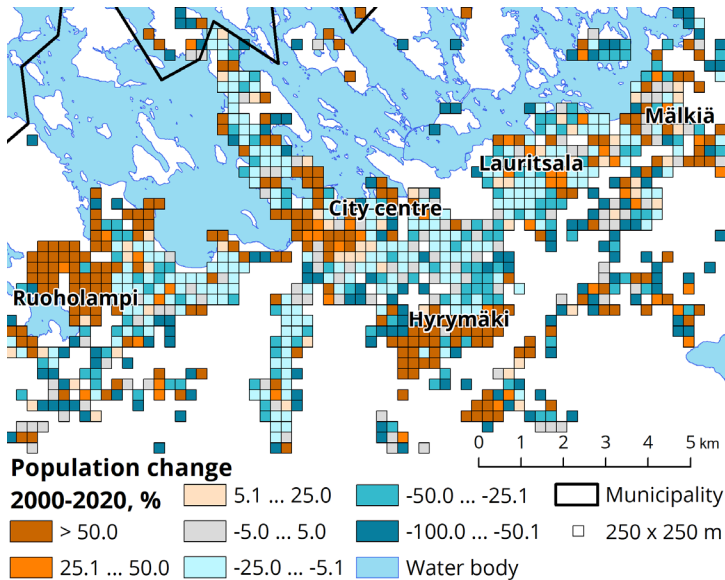 Mälkiä
Lauritsala
City centre
Ruoholampi
Hyrymäki
0 1 2 3 4 5 km
Population change
2000-2020, %
> 50.0
25.1 ... 50.0
5.1 ... 25.0
-5.0 ... 5.0
-25.0 ... -5.1
-50.0 ... -25.1
-100.0 ... -50.1
Water body
Municipality
250 x 250 m